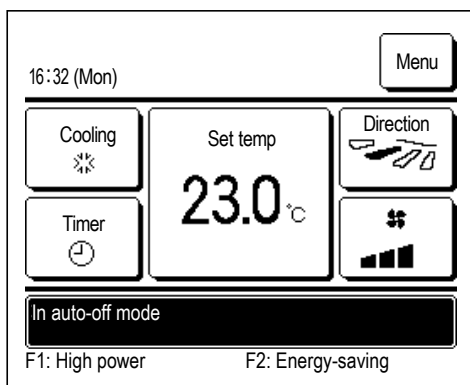 16:32 (Mon)
Menu
Cooling
Set temp
Direction
23.0 °C
Timer
In auto-off mode
F1: High power
F2: Energy-saving